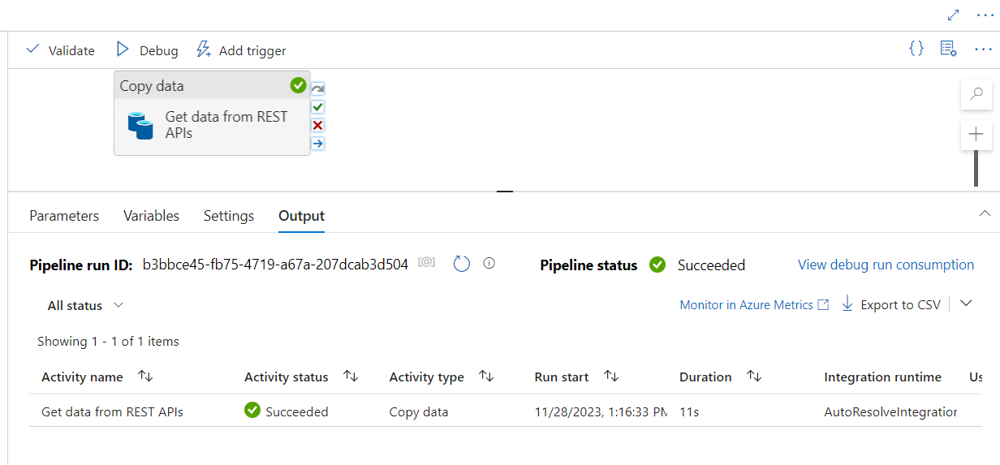 Validate Debug Add trigger
Copy data
Get data from REST
APIs
Parameters Variables Settings Output
Pipeline run ID: b3bbce45-fb75-4719-a67a-207dcab3d504 [@] Pipeline status Succeeded View debug run consumption
All status Monitor in Azure Metrics Export to CSV
Showing 1 - 1 of 1 items
Activity name Activity status Activity type Run start Duration Integration runtime Us
Get data from REST APIs Succeeded Copy data 11/28/2023, 1:16:33 PM 11s AutoResolveIntegration